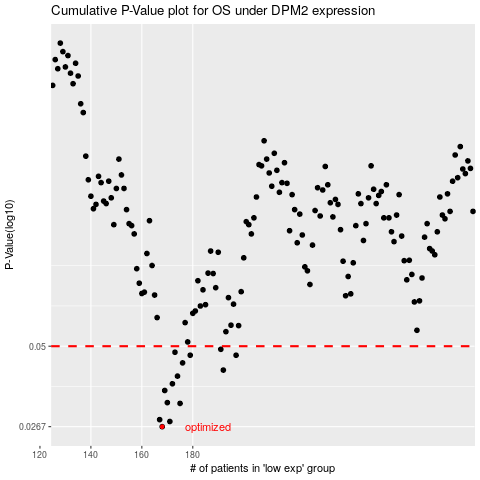 Cumulative P-Value plot for OS under DPM2 expression
P-Value(log10)
0.05
0.0267
optimized
120 140 160 180
# of patients in 'low exp' group